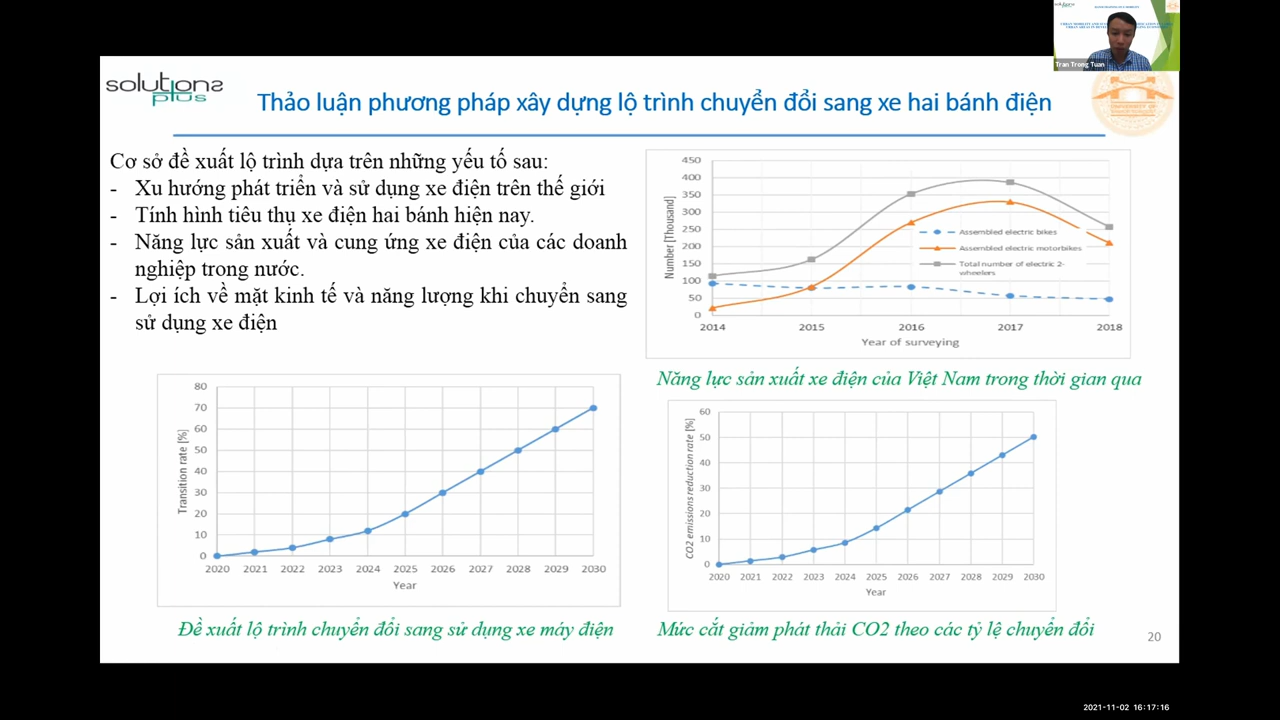 solutions
plus
Thảo luận phương pháp xây dựng lộ trình chuyển đổi sang xe hai bánh điện
Tran Trong Tuan
Cơ sở đề xuất lộ trình dựa trên những yếu tố sau:
- Xu hướng phát triển và sử dụng xe điện trên thế giới
- Tính hình tiêu thụ xe điện hai bánh hiện nay.
- Năng lực sản xuất và cung ứng xe điện của các doanh
nghiệp trong nước.
- Lợi ích về mặt kinh tế và năng lượng khi chuyển sang
sử dụng xe điện
Number [Thousand]
450
400
350
300
250
200
150
100
50
0
Assembled electric bikes
Assembled electric motorbikes
Total number of electric 2-
wheelers
2014 2015 2016 2017 2018
Year of surveying
Năng lực sản xuất xe điện của Việt Nam trong thời gian qua
Transition rate [%]
80
70
60
50
40
30
20
10
0
2020 2021 2022 2023 2024 2025 2026 2027 2028 2029 2030
Year
Đề xuất lộ trình chuyển đổi sang sử dụng xe máy điện
CO2 emissions reduction rate [%]
60
50
40
30
20
10
0
2020 2021 2022 2023 2024 2025 2026 2027 2028 2029 2030
Year
Mức cắt giảm phát thải CO2 theo các tỷ lệ chuyển đổi
20
2021-11-02 16:17:16